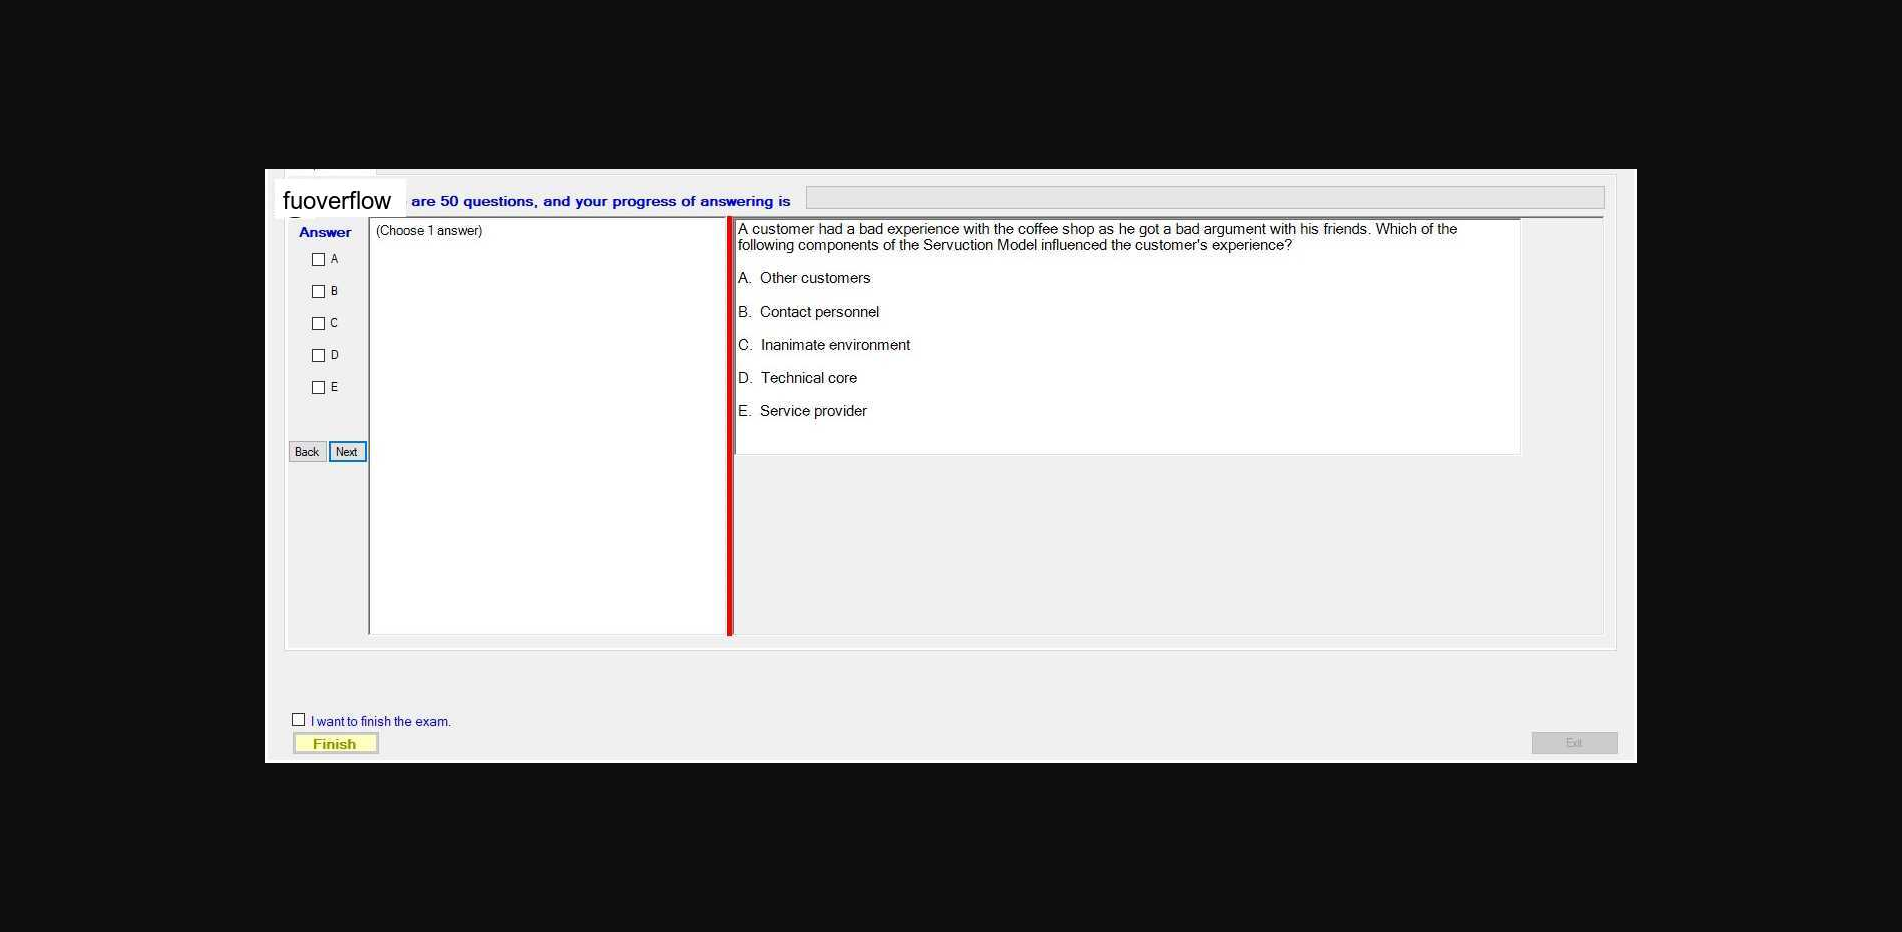 fuoverflow are 50 questions, and your progress of answering is
Answer
(Choose 1 answer)
A
B
C
D
E
Back Next
A customer had a bad experience with the coffee shop as he got a bad argument with his friends. Which of the
following components of the Servuction Model influenced the customer's experience?
A. Other customers
B. Contact personnel
C. Inanimate environment
D. Technical core
E. Service provider
I want to finish the exam.
Finish
Exit